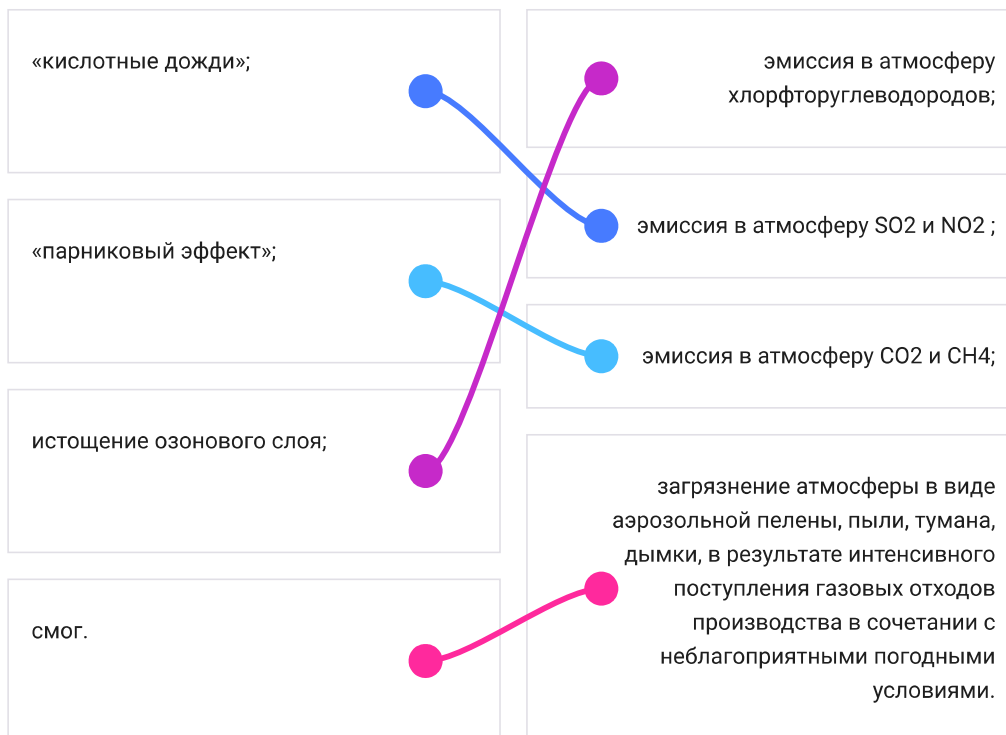 «кислотные дожди»;
«парниковый эффект»;
истощение озонового слоя;
смог.
эмиссия в атмосферу
хлорфторуглеводородов;
эмиссия в атмосферу SO2 и NO2 ;
эмиссия в атмосферу CO2 и CH4;
загрязнение атмосферы в виде
аэрозольной пелены, пыли, тумана,
дымки, в результате интенсивного
поступления газовых отходов
производства в сочетании с
неблагоприятными погодными
условиями.